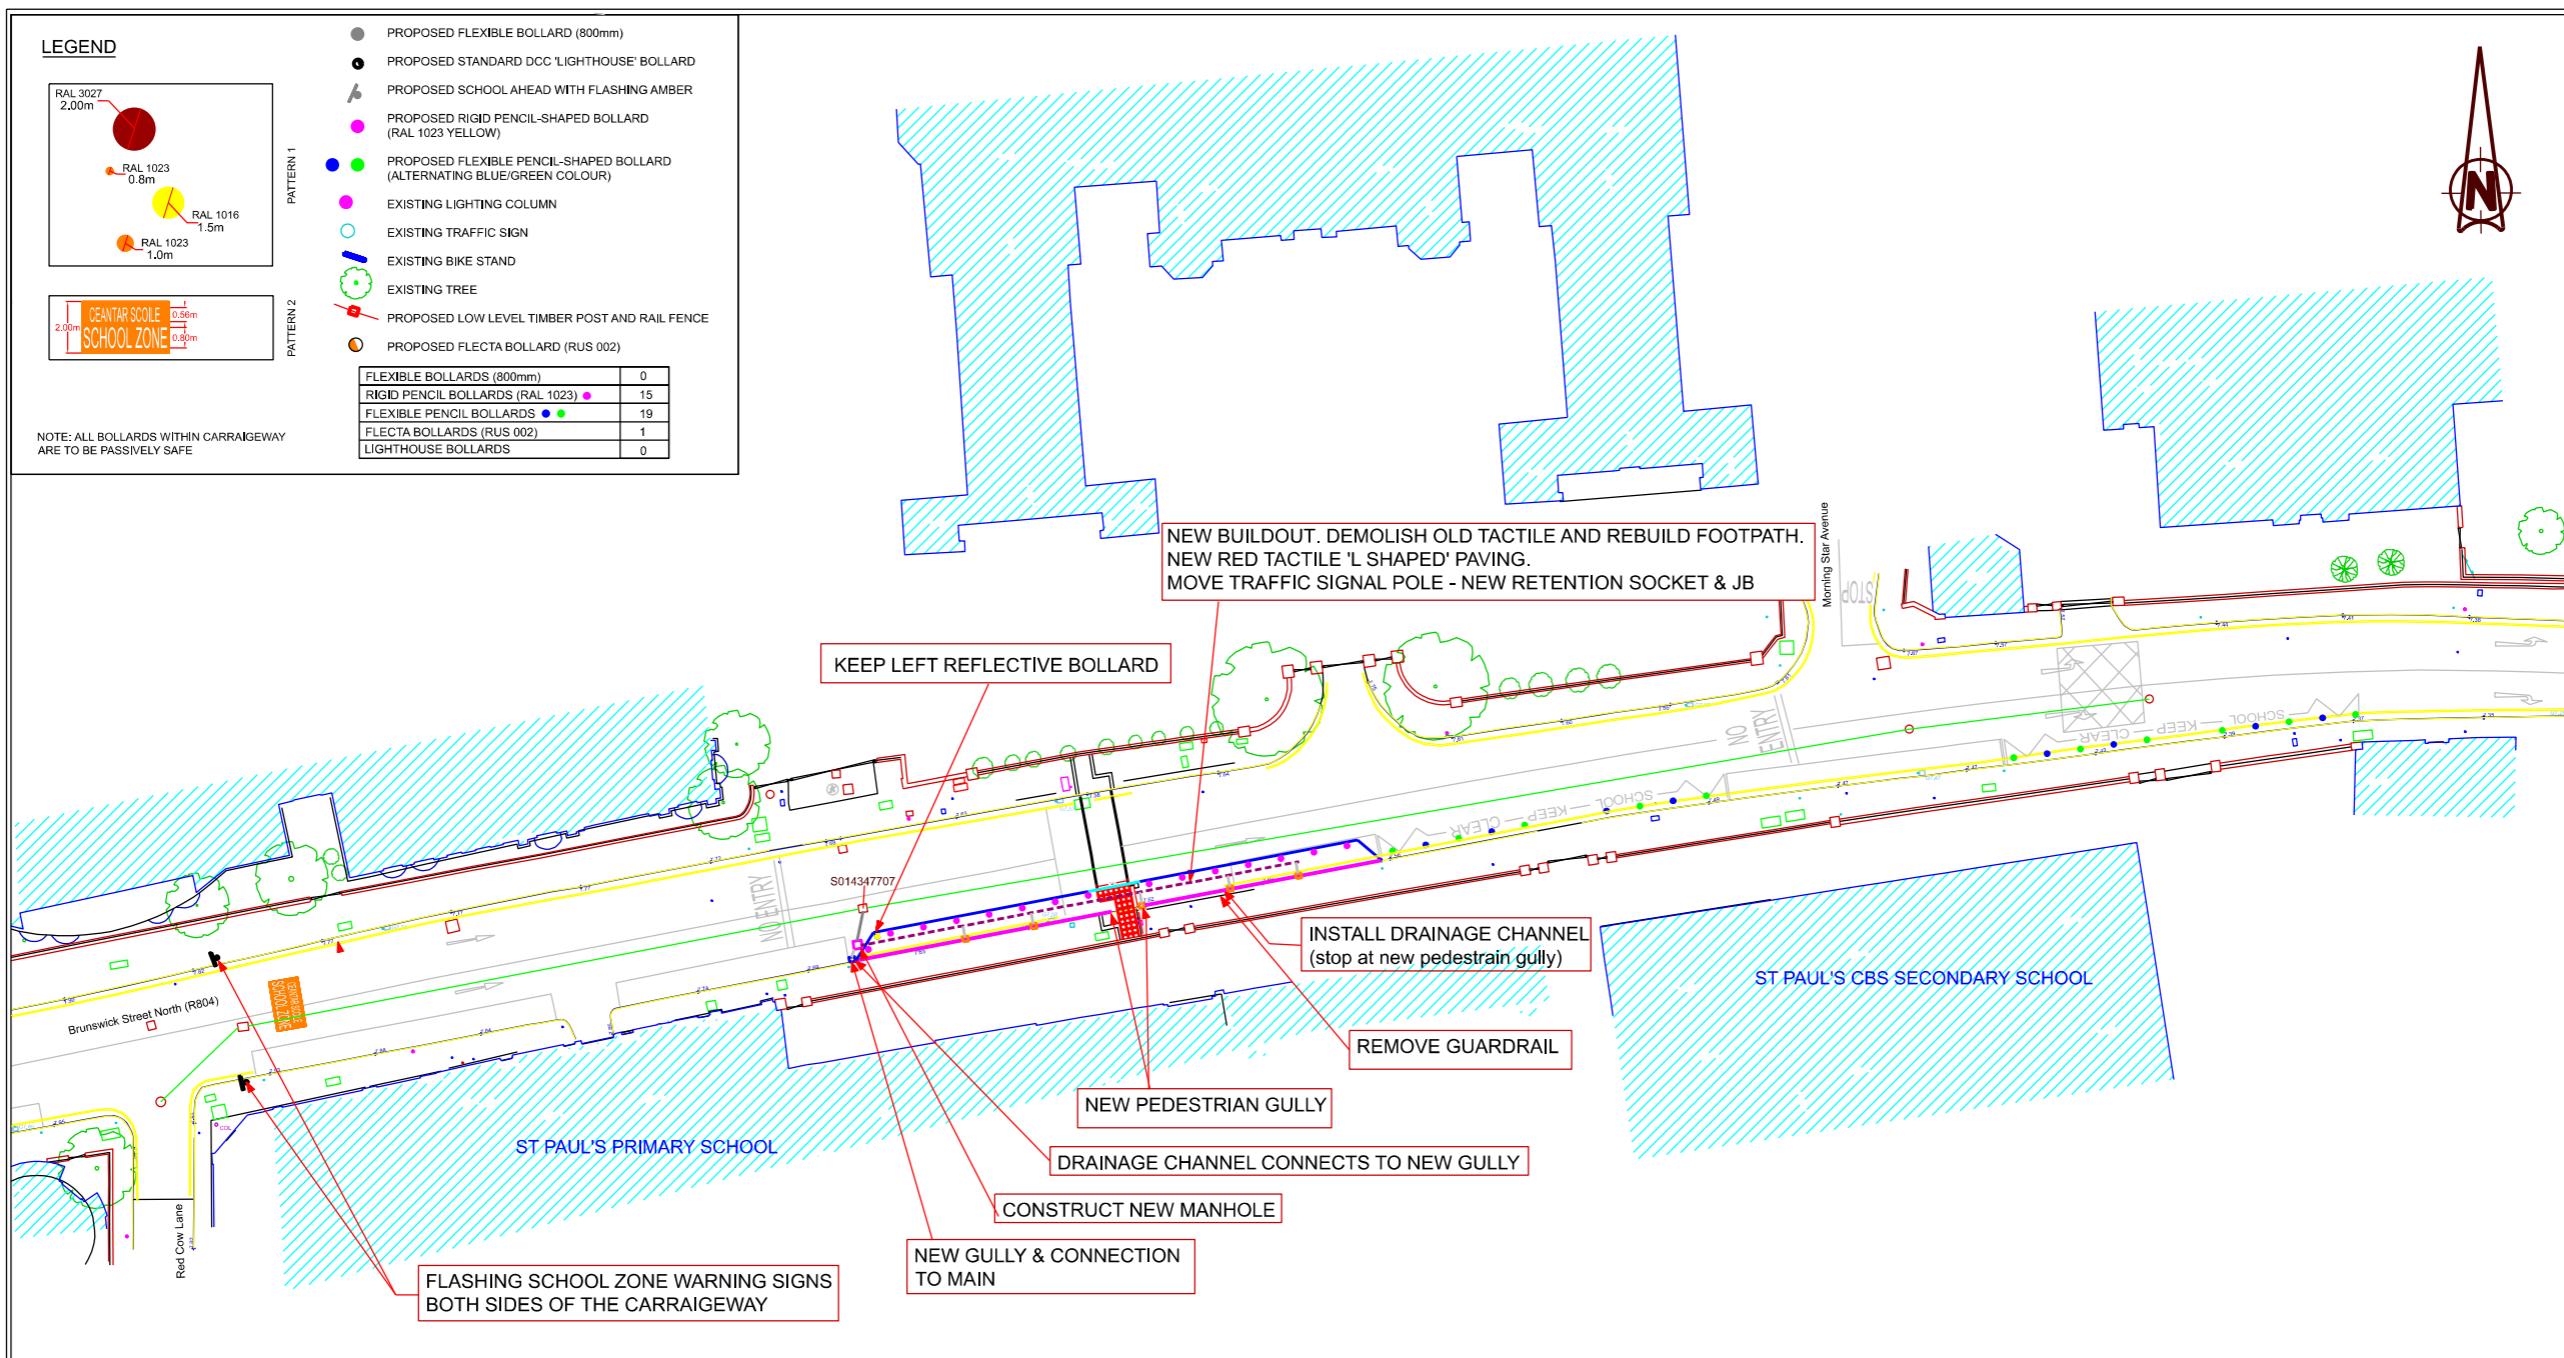 LEGEND
RAL 3027
2.00m
RAL 1023
0.8m
RAL 1016
1.5m
RAL 1023
1.0m
PATTERN 1
CEANTAR SCOILE
SCHOOL ZONE
2.00m
0.56m
0.80m
PATTERN 2
NOTE: ALL BOLLARDS WITHIN CARRAIGEWAY
ARE TO BE PASSIVELY SAFE
PROPOSED FLEXIBLE BOLLARD (800mm)
PROPOSED STANDARD DCC 'LIGHTHOUSE' BOLLARD
PROPOSED SCHOOL AHEAD WITH FLASHING AMBER
PROPOSED RIGID PENCIL-SHAPED BOLLARD
(RAL 1023 YELLOW)
PROPOSED FLEXIBLE PENCIL-SHAPED BOLLARD
(ALTERNATING BLUE/GREEN COLOUR)
EXISTING LIGHTING COLUMN
EXISTING TRAFFIC SIGN
EXISTING BIKE STAND
EXISTING TREE
PROPOSED LOW LEVEL TIMBER POST AND RAIL FENCE
PROPOSED FLECTA BOLLARD (RUS 002)
FLEXIBLE BOLLARDS (800mm) 0
RIGID PENCIL BOLLARDS (RAL 1023) 15
FLEXIBLE PENCIL BOLLARDS 19
FLECTA BOLLARDS (RUS 002) 1
LIGHTHOUSE BOLLARDS 0
N
NEW BUILDOUT. DEMOLISH OLD TACTILE AND REBUILD FOOTPATH.
NEW RED TACTILE 'L SHAPED' PAVING.
MOVE TRAFFIC SIGNAL POLE - NEW RETENTION SOCKET & JB
Morning Star Avenue
STOP
KEEP LEFT REFLECTIVE BOLLARD
NO
ENTRY
SCHOOL
KEEP
CLEAR
SCHOOL
KEEP
CLEAR
S014347707
NO ENTRY
INSTALL DRAINAGE CHANNEL
(stop at new pedestrain gully)
ST PAUL'S CBS SECONDARY SCHOOL
Brunswick Street North (R804)
CEANTAR SCOILE
SCHOOL ZONE
REMOVE GUARDRAIL
NEW PEDESTRIAN GULLY
COL
ST PAUL'S PRIMARY SCHOOL
DRAINAGE CHANNEL CONNECTS TO NEW GULLY
CONSTRUCT NEW MANHOLE
Red Cow Lane
NEW GULLY & CONNECTION
TO MAIN
FLASHING SCHOOL ZONE WARNING SIGNS
BOTH SIDES OF THE CARRAIGEWAY